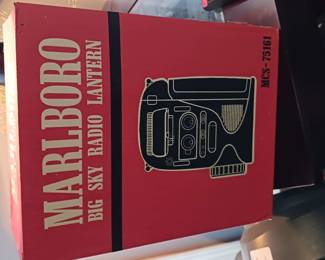 MARLBORO
BIG SKY RADIO LANTERN
MCS-75161